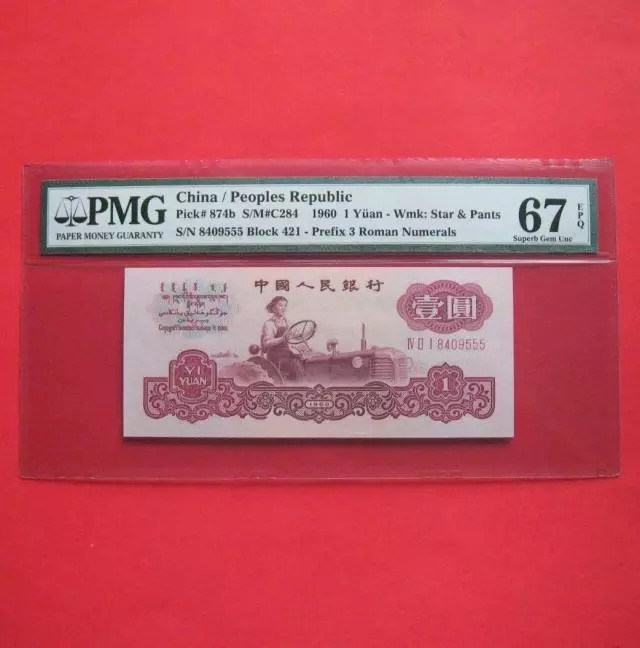 PMG
PAPER MONEY GUARANTY
China / Peoples Republic
Pick# 874b S/M#C284 1960 1 Yüan - Wmk: Star & Pants
S/N 8409555 Block 421 - Prefix 3 Roman Numerals
67
EPQ
Superb Gem Unc
中國人民銀行
壹圓
IV II I 8409555
YI
YUAN
1
1960